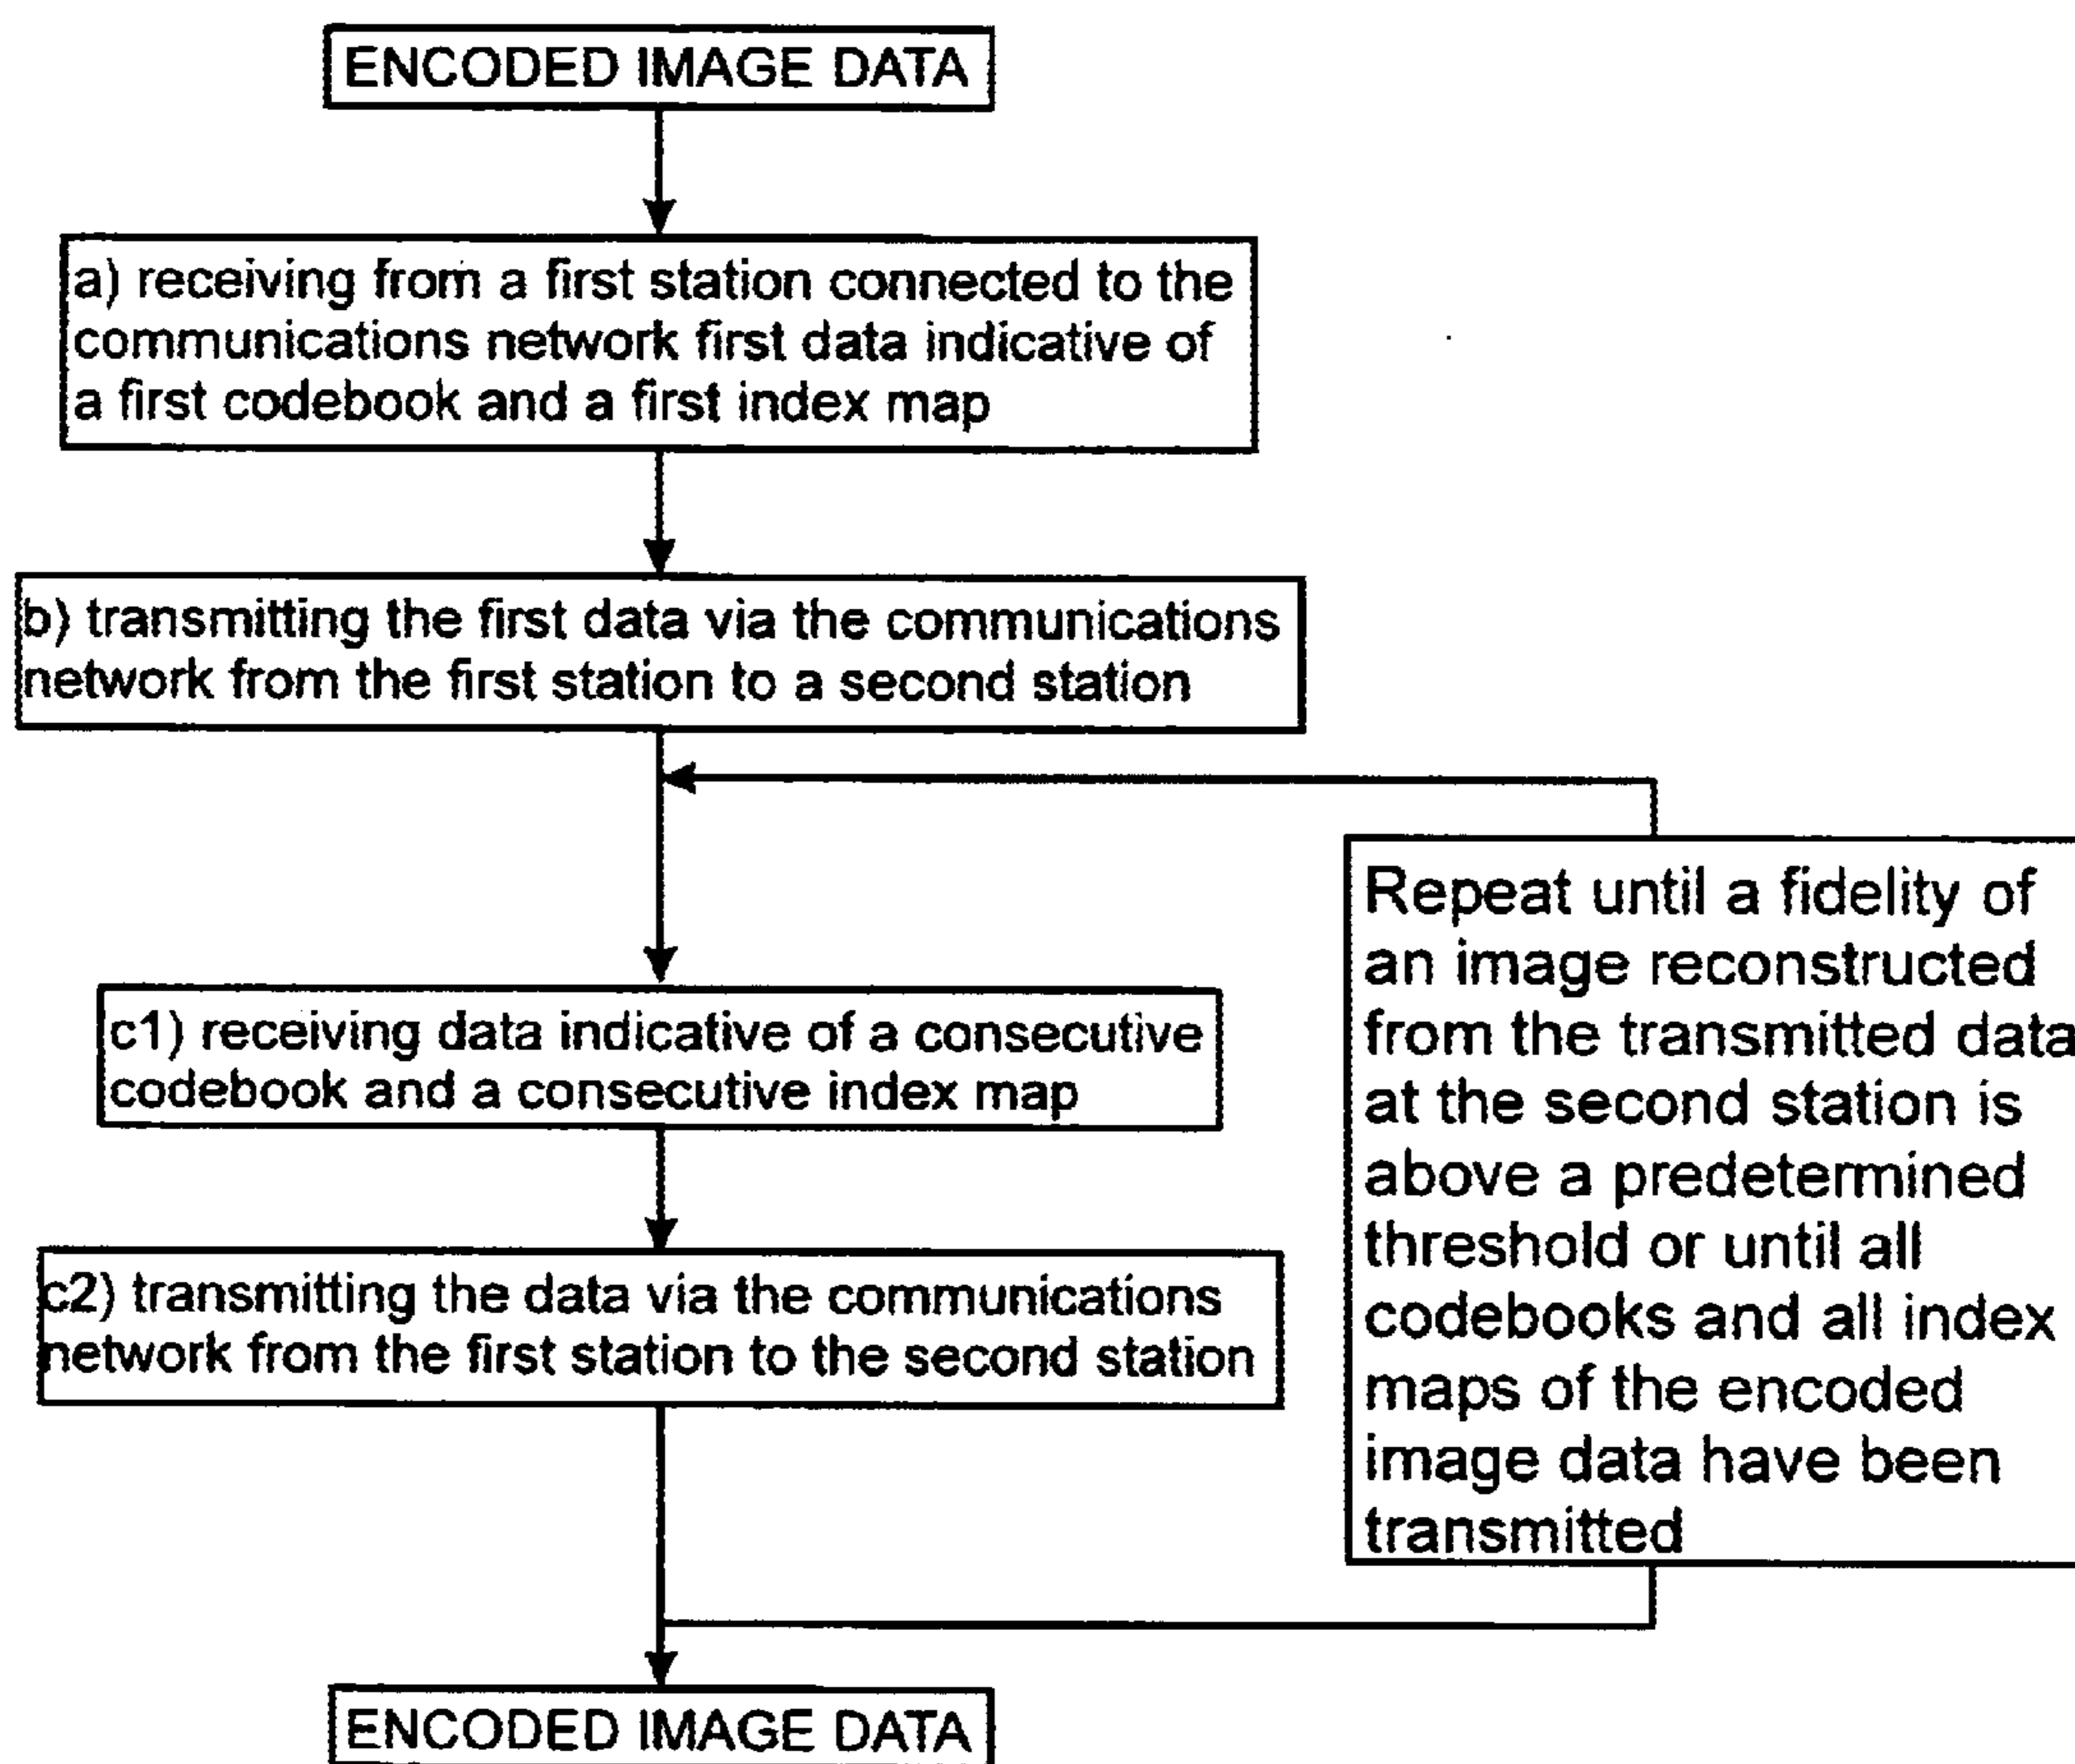 ENCODED IMAGE DATA
a) receiving from a first station connected to the
communications network first data indicative of
a first codebook and a first index map
b) transmitting the first data via the communications
network from the first station to a second station
c1) receiving data indicative of a consecutive
codebook and a consecutive index map
c2) transmitting the data via the communications
network from the first station to the second station
Repeat until a fidelity of
an image reconstructed
from the transmitted data
at the second station is
above a predetermined
threshold or until all
codebooks and all index
maps of the encoded
image data have been
transmitted
ENCODED IMAGE DATA